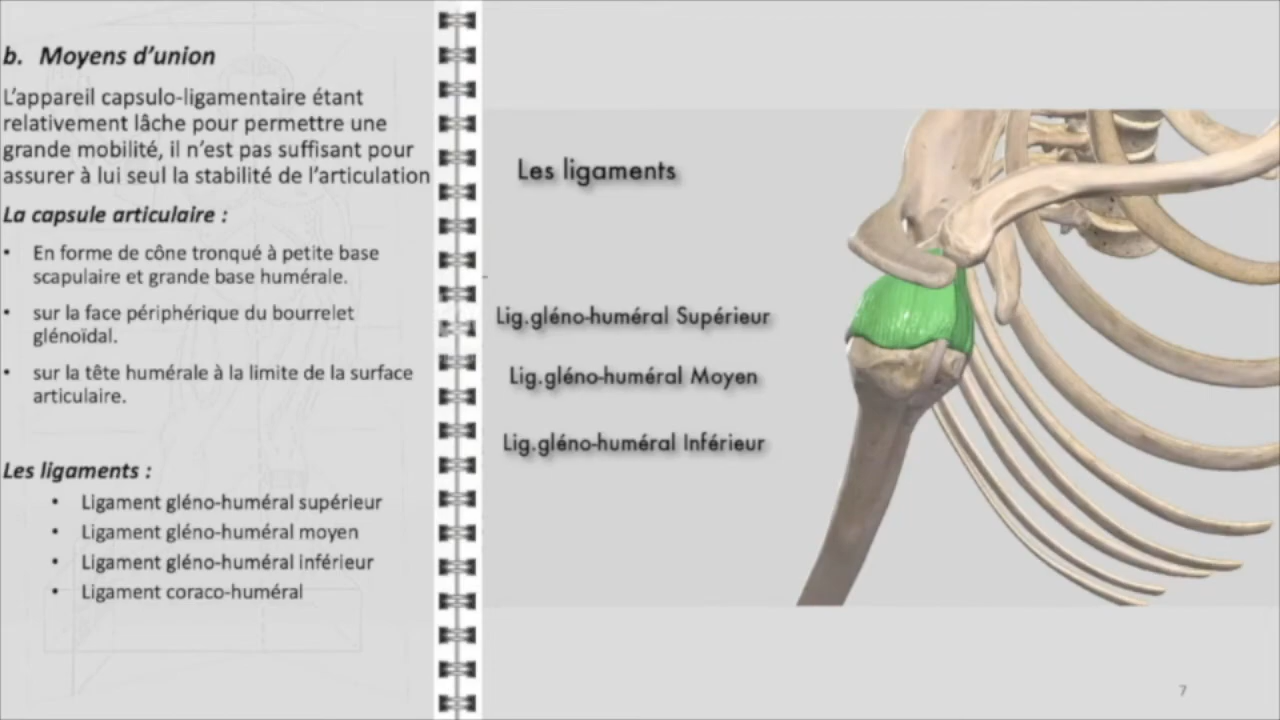 b. Moyens d'union
L'appareil capsulo-ligamentaire étant
relativement lâche pour permettre une
grande mobilité, il n'est pas suffisant pour
assurer à lui seul la stabilité de l'articulation
La capsule articulaire :
• En forme de cône tronqué à petite base
scapulaire et grande base humérale.
• sur la face périphérique du bourrelet
glénoïdal.
• sur la tête humérale à la limite de la surface
articulaire.
Les ligaments :
• Ligament gléno-huméral supérieur
• Ligament gléno-huméral moyen
• Ligament gléno-huméral inférieur
• Ligament coraco-huméral
Les ligaments
Lig.gléno-huméral Supérieur
Lig.gléno-huméral Moyen
Lig.gléno-huméral Inférieur
7